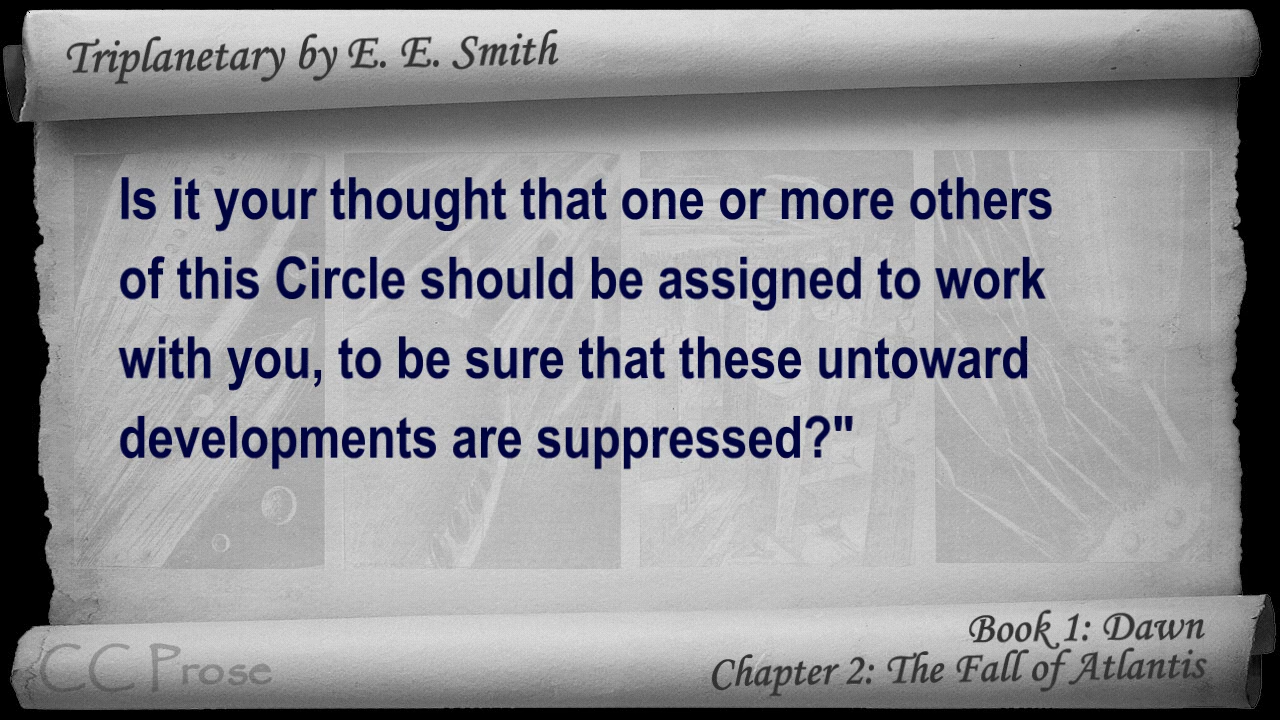 Triplanetary by E. E. Smith
Is it your thought that one or more others
of this Circle should be assigned to work
with you, to be sure that these untoward
developments are suppressed?"
Book 1: Dawn
CC Prose
Chapter 2: The Fall of Atlantis